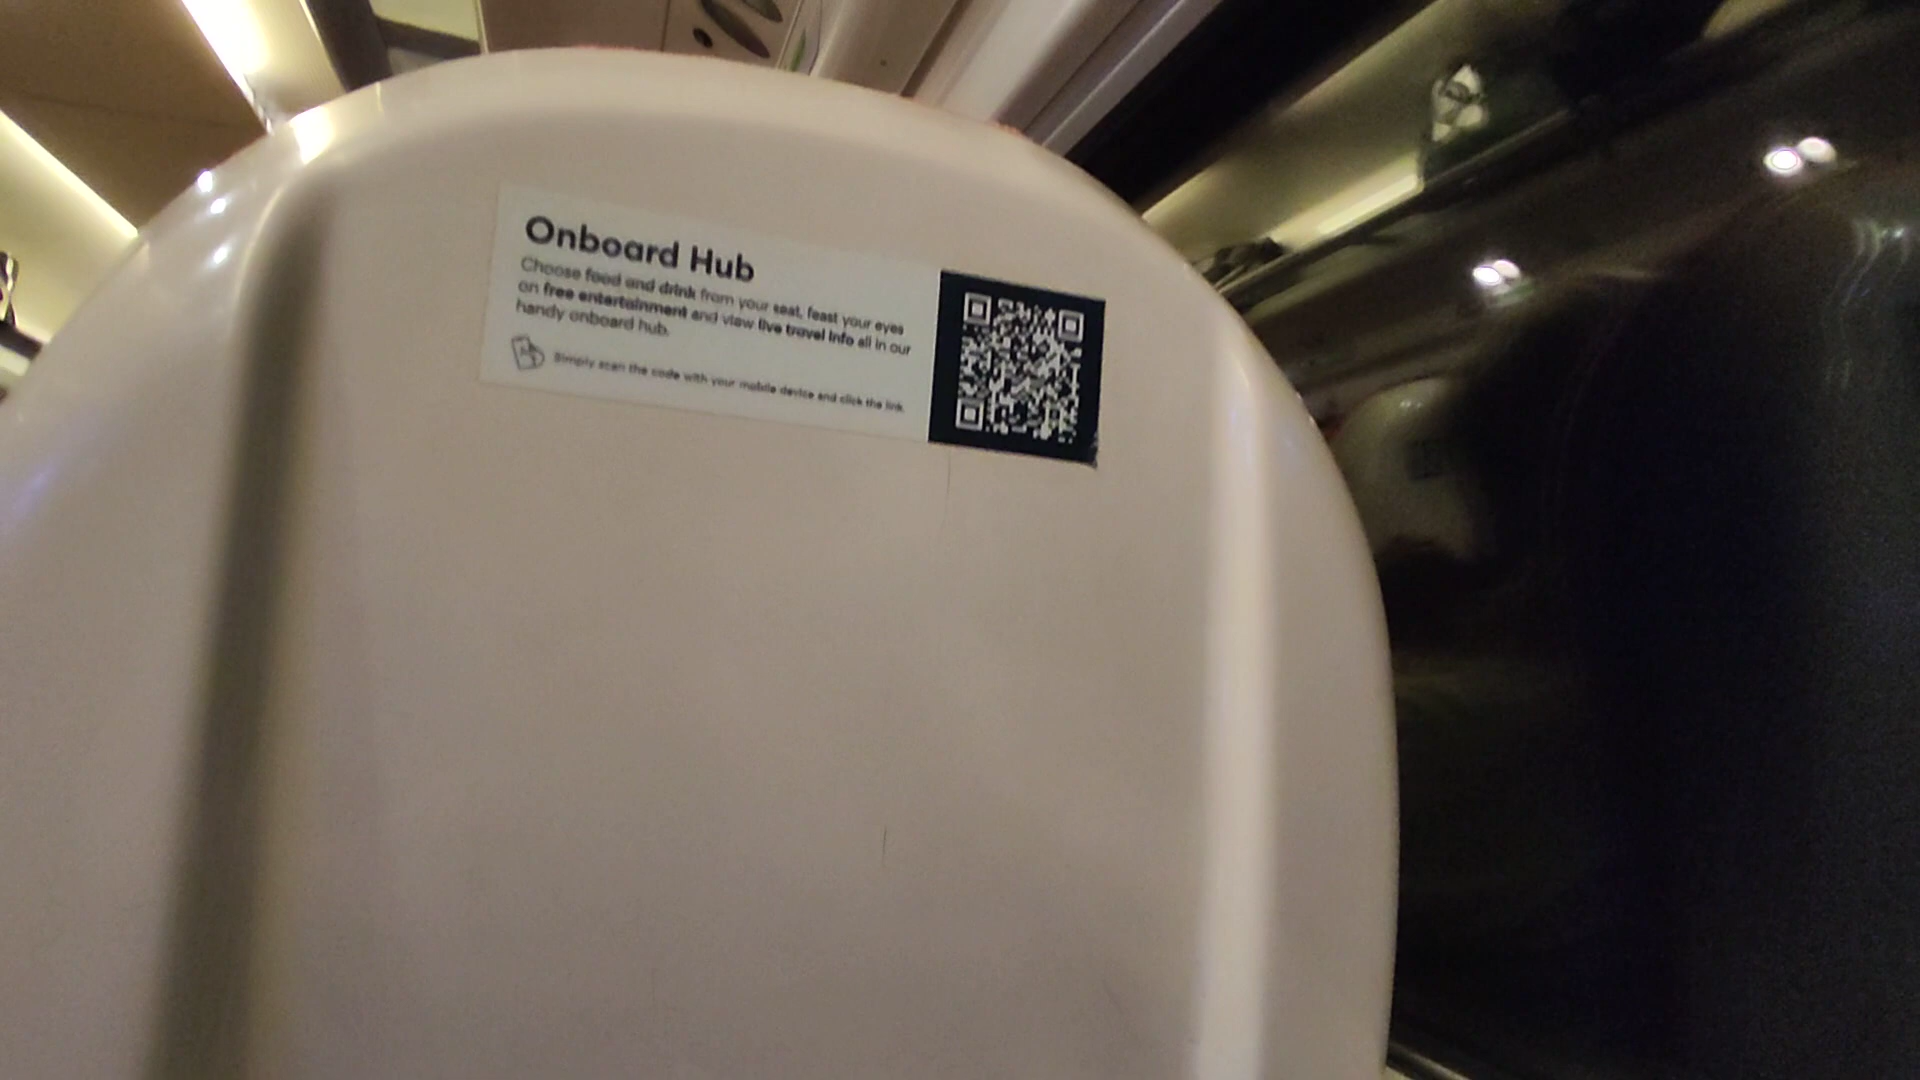 Onboard Hub
Choose food and drink from your seat, feast your eyes
on free entertainment and view live travel info all in our
handy onboard hub.
Simply scan the code with your mobile device and click the link.